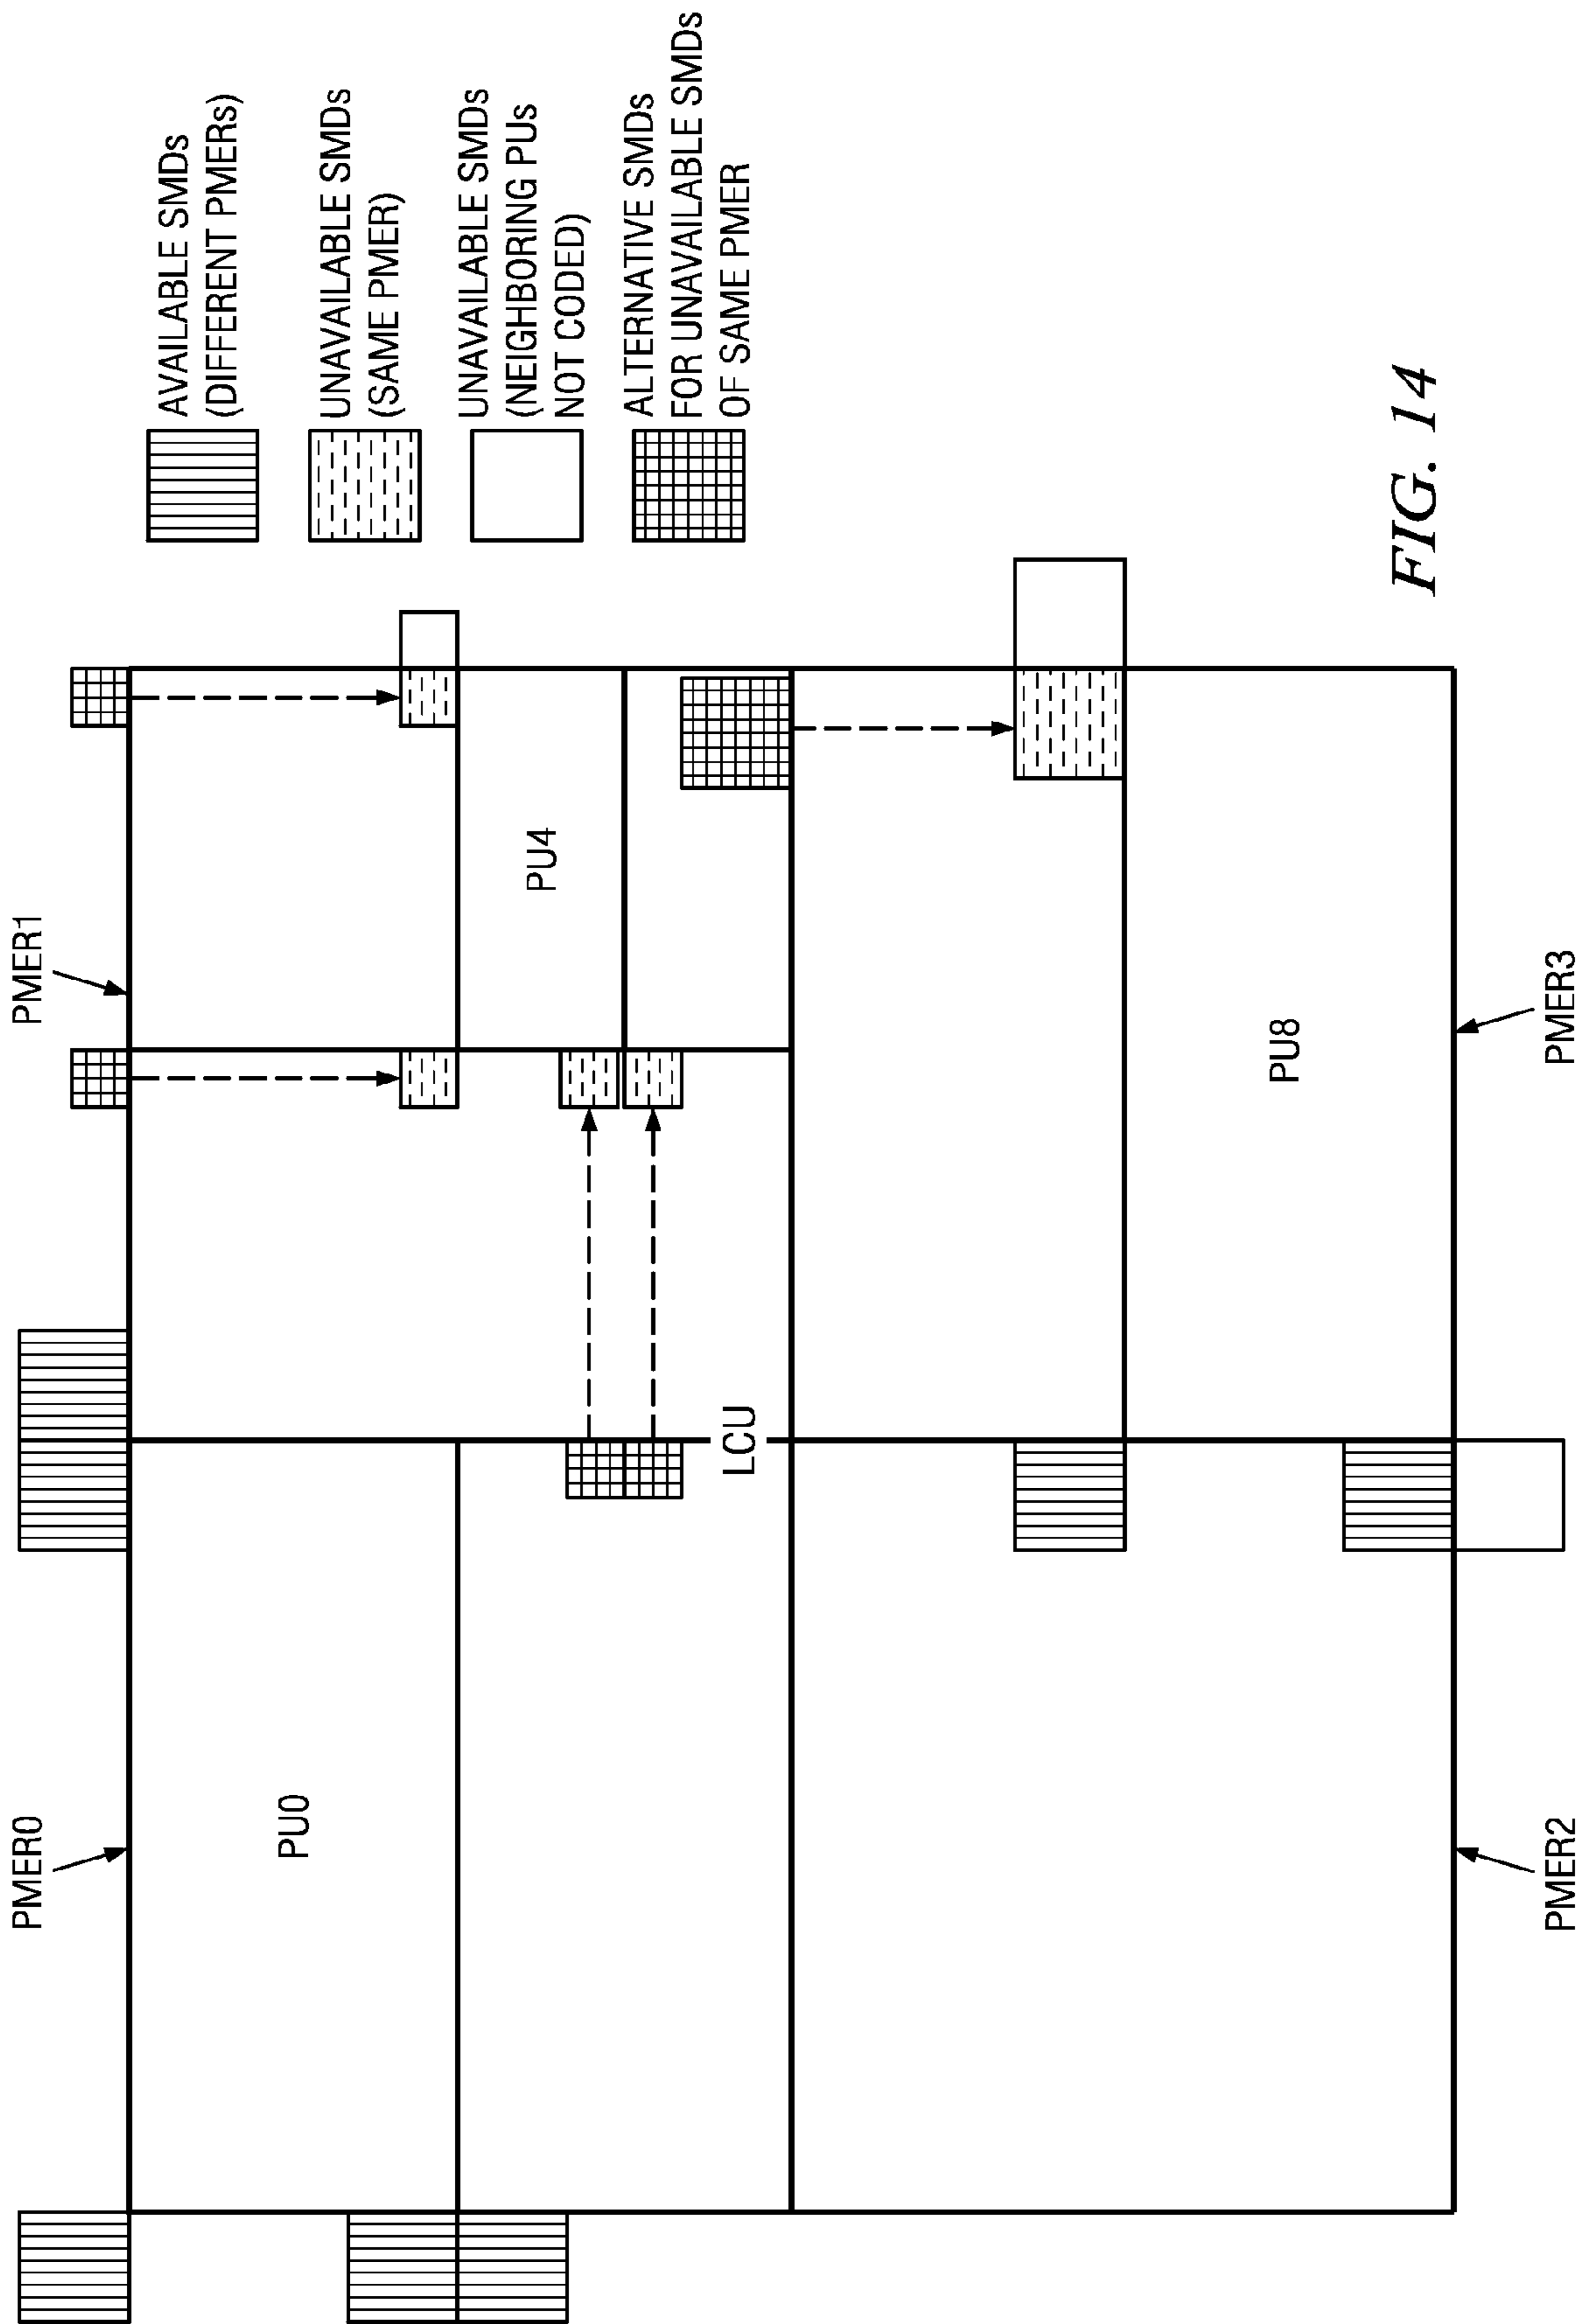 PMER0
PMER1
AVAILABLE SMDs
(DIFFERENT PMERs)
UNAVAILABLE SMDs
(SAME PMER)
UNAVAILABLE SMDs
(NEIGHBORING PUs
NOT CODED)
ALTERNATIVE SMDs
FOR UNAVAILABLE SMDs
OF SAME PMER
PU0
PU4
LCU
PU8
PMER2
PMER3
FIG. 14